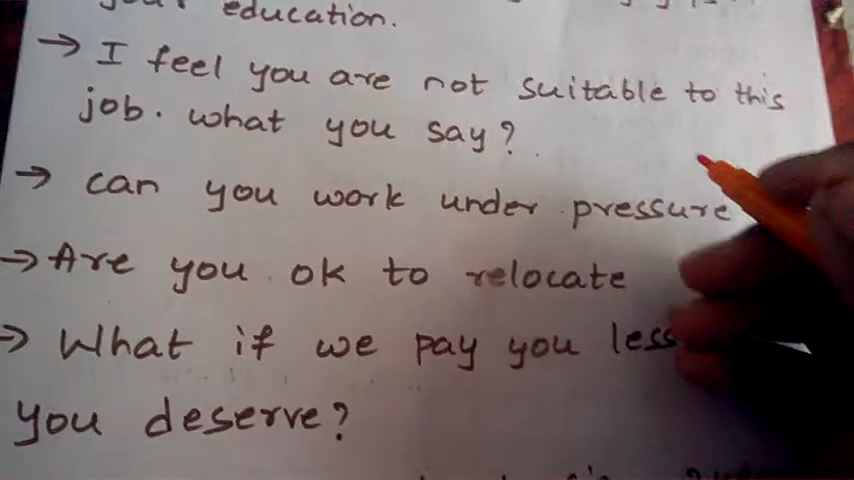 your education.
→ I feel you are not suitable to this
job. what you say?
→ can you work under pressure
→ Are you ok to relocate
→ What if we pay you less
you deserve?